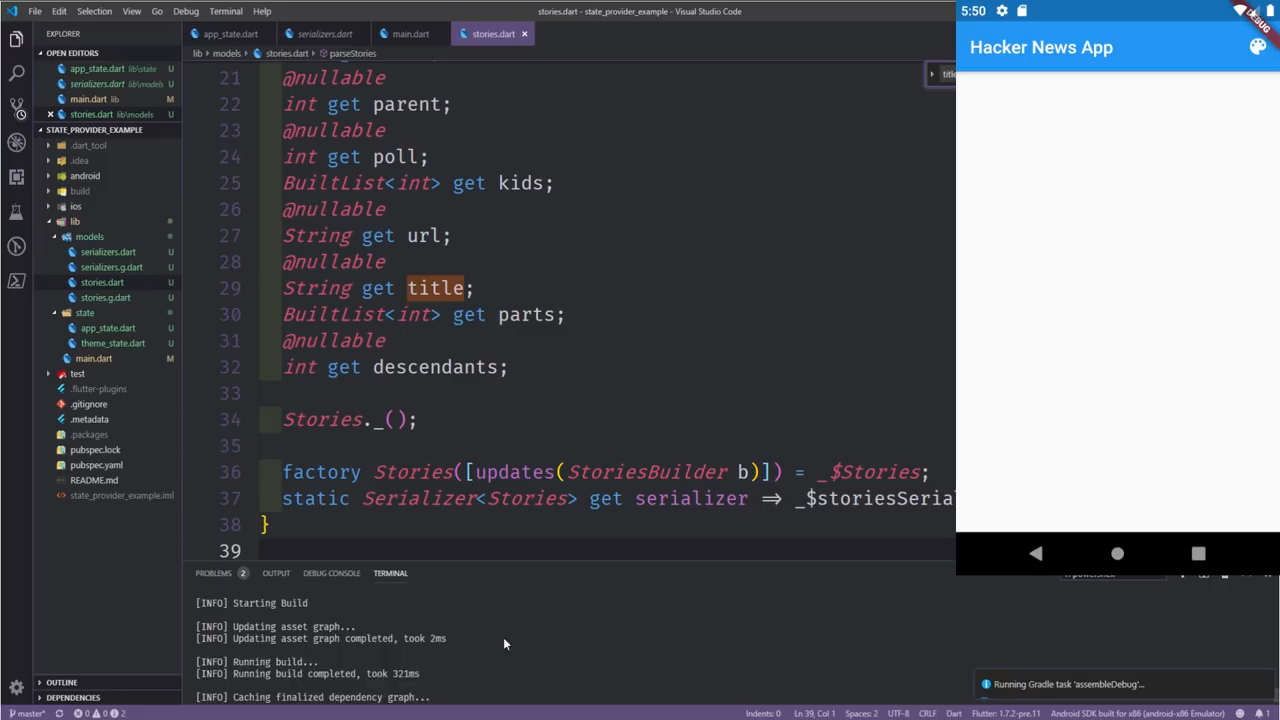 File Edit Selection View Go Debug Terminal Help
stories.dart • state_provider_example - Visual Studio Code
EXPLORER
OPEN EDITORS
app_state.dart lib\state U
serializers.dart lib\models U
main.dart lib M
stories.dart lib\models U
STATE_PROVIDER_EXAMPLE
.dart_tool
.idea
android
build
ios
lib
models
serializers.dart U
serializers.g.dart U
stories.dart U
stories.g.dart U
state
app_state.dart U
theme_state.dart U
main.dart M
test
.flutter-plugins
.gitignore
.metadata
.packages
pubspec.lock
pubspec.yaml
README.md
state_provider_example.iml
OUTLINE
DEPENDENCIES
app_state.dart serializers.dart main.dart stories.dart
lib models stories.dart parseStories
title
21 @nullable
22 int get parent;
23 @nullable
24 int get poll;
25 BuiltList<int> get kids;
26 @nullable
27 String get url;
28 @nullable
29 String get title;
30 BuiltList<int> get parts;
31 @nullable
32 int get descendants;
33
34 Stories._();
35
36 factory Stories([updates(StoriesBuilder b)]) = _$Stories;
37 static Serializer<Stories> get serializer => _$storiesSeria
38 }
39
PROBLEMS 2 OUTPUT DEBUG CONSOLE TERMINAL
[INFO] Starting Build
[INFO] Updating asset graph...
[INFO] Updating asset graph completed, took 2ms
[INFO] Running build...
[INFO] Running build completed, took 321ms
[INFO] Caching finalized dependency graph...
5:50
DEBUG
Hacker News App
Running Gradle task 'assembleDebug'...
master* 0 0 2 Indents: 0 Ln 39, Col 1 Spaces: 2 UTF-8 CRLF Dart Flutter: 1.7.2-pre.11 Android SDK built for x86 (android-x86 Emulator) 1